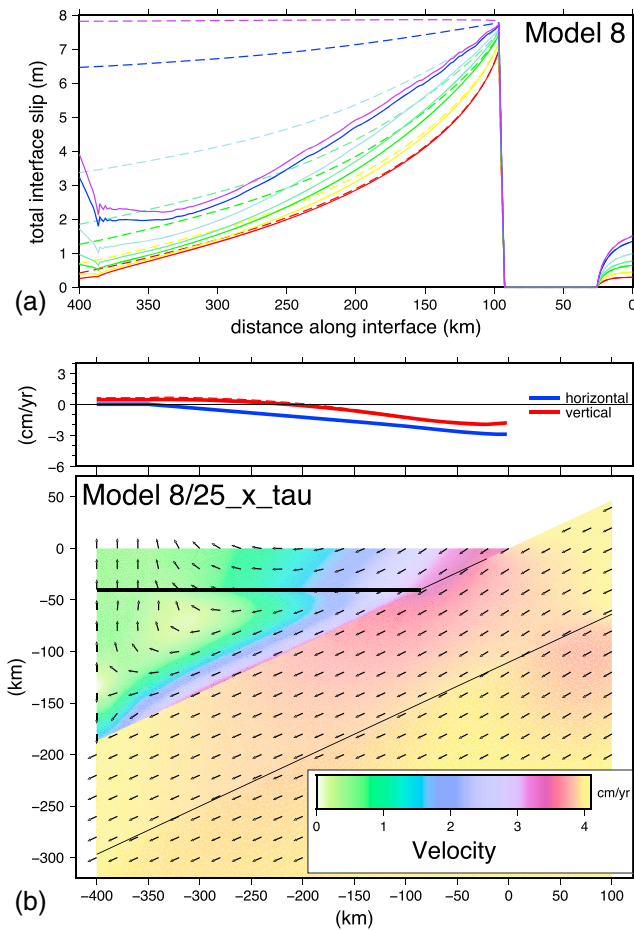 Model 8
total interface slip (m)
8
7
6
5
4
3
2
1
0
400 350 300 250 200 150 100 50 0
distance along interface (km)
(a)
(cm/yr)
3
0
−3
−6
horizontal
vertical
Model 8/25_x_tau
(km)
50
0
−50
−100
−150
−200
−250
−300
cm/yr
0 1 2 3 4
Velocity
−400 −350 −300 −250 −200 −150 −100 −50 0 50 100
(km)
(b)